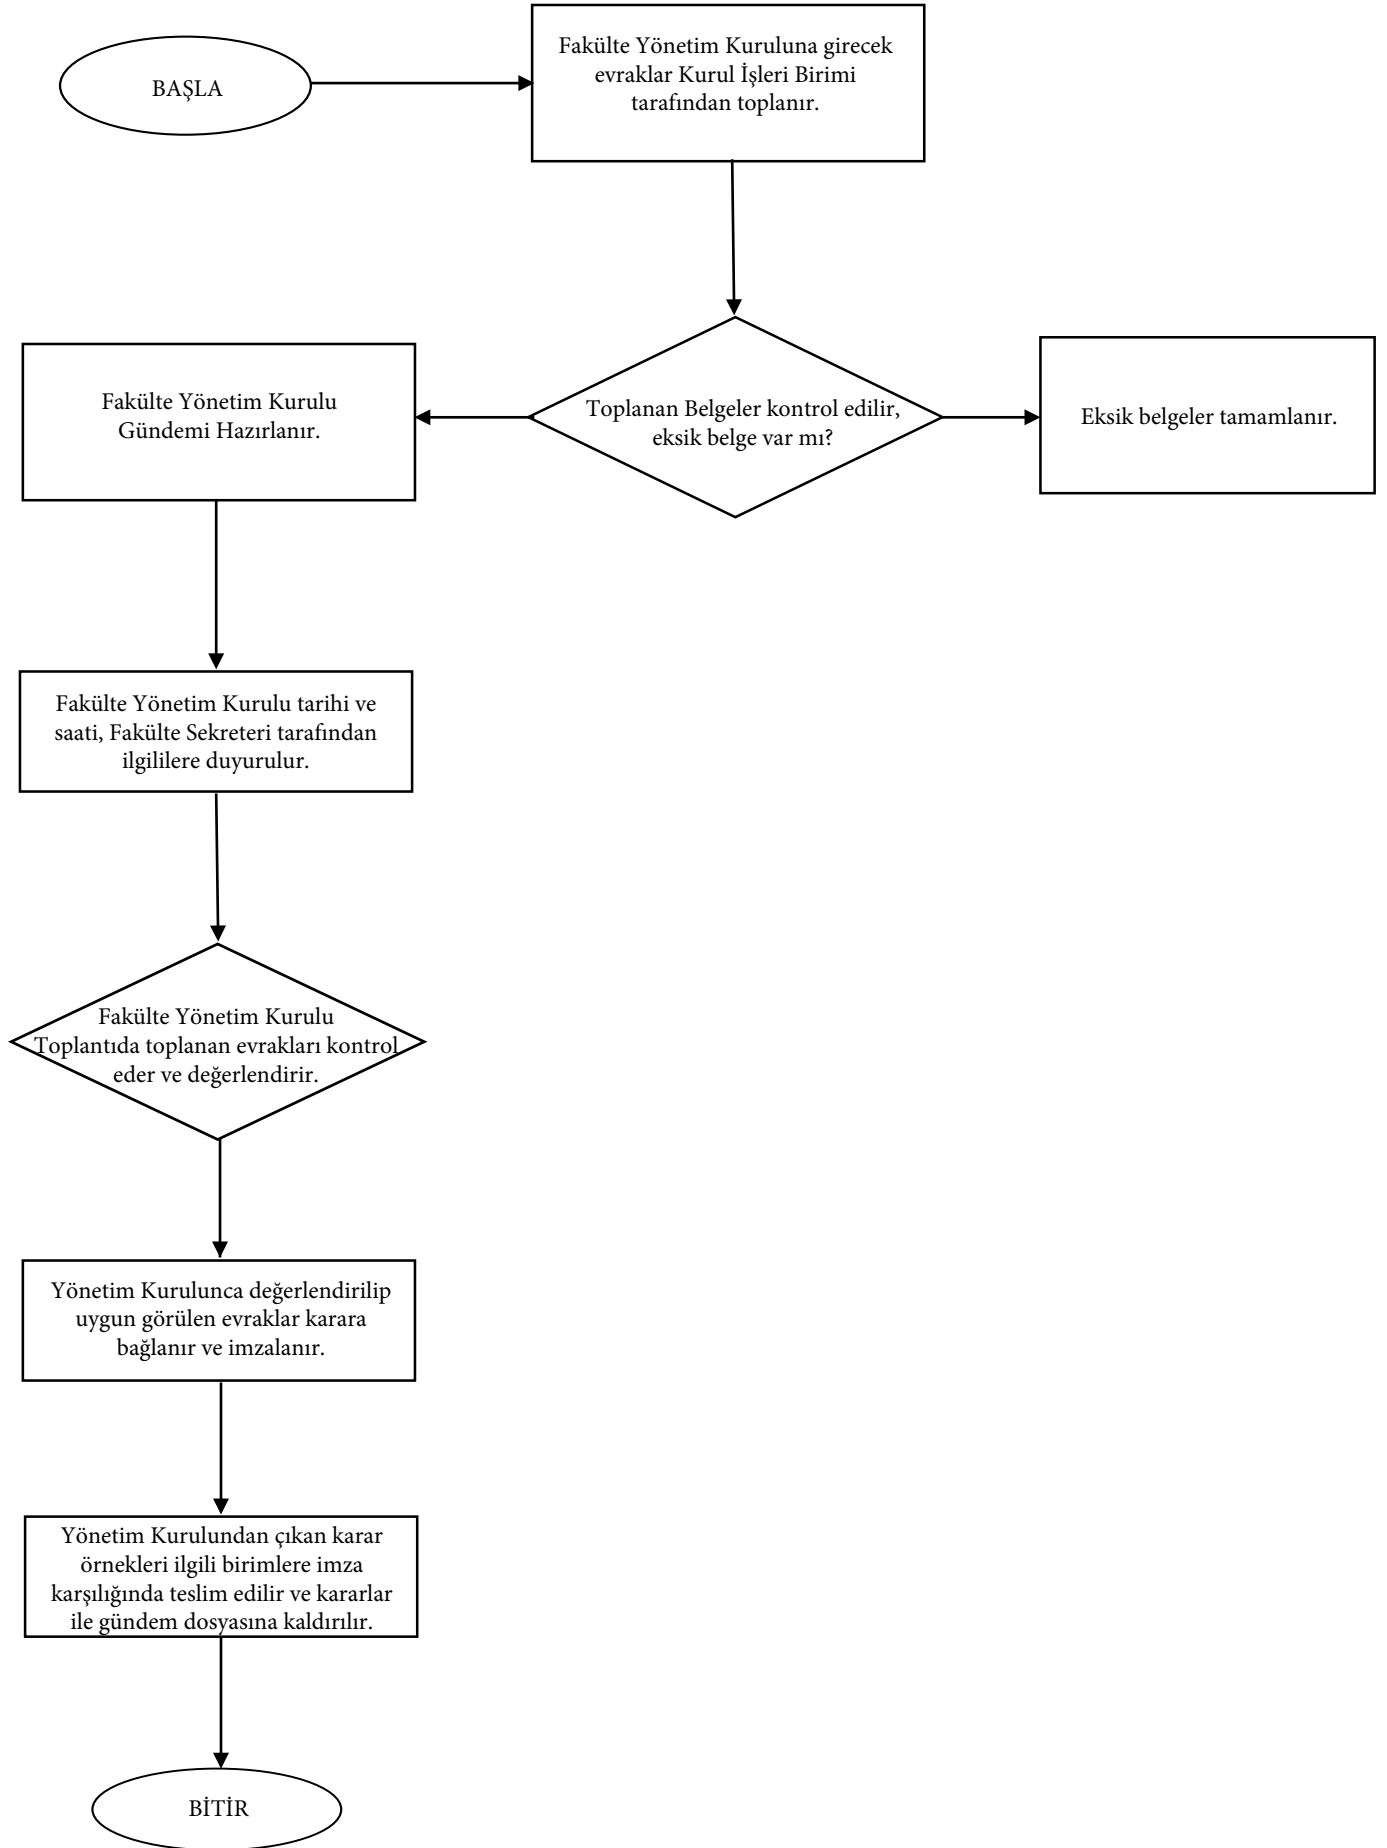 BAŞLA
Fakülte Yönetim Kuruluna girecek
evraklar Kurul İşleri Birimi
tarafından toplanır.
Toplanan Belgeler kontrol edilir,
eksik belge var mı?
Eksik belgeler tamamlanır.
Fakülte Yönetim Kurulu
Gündemi Hazırlanır.
Fakülte Yönetim Kurulu tarihi ve
saati, Fakülte Sekreteri tarafından
ilgililere duyurulur.
Fakülte Yönetim Kurulu
Toplantıda toplanan evrakları kontrol
eder ve değerlendirir.
Yönetim Kurulunca değerlendirilip
uygun görülen evraklar karara
bağlanır ve imzalanır.
Yönetim Kurulundan çıkan karar
örnekleri ilgili birimlere imza
karşılığında teslim edilir ve kararlar
ile gündem dosyasına kaldırılır.
BİTİR